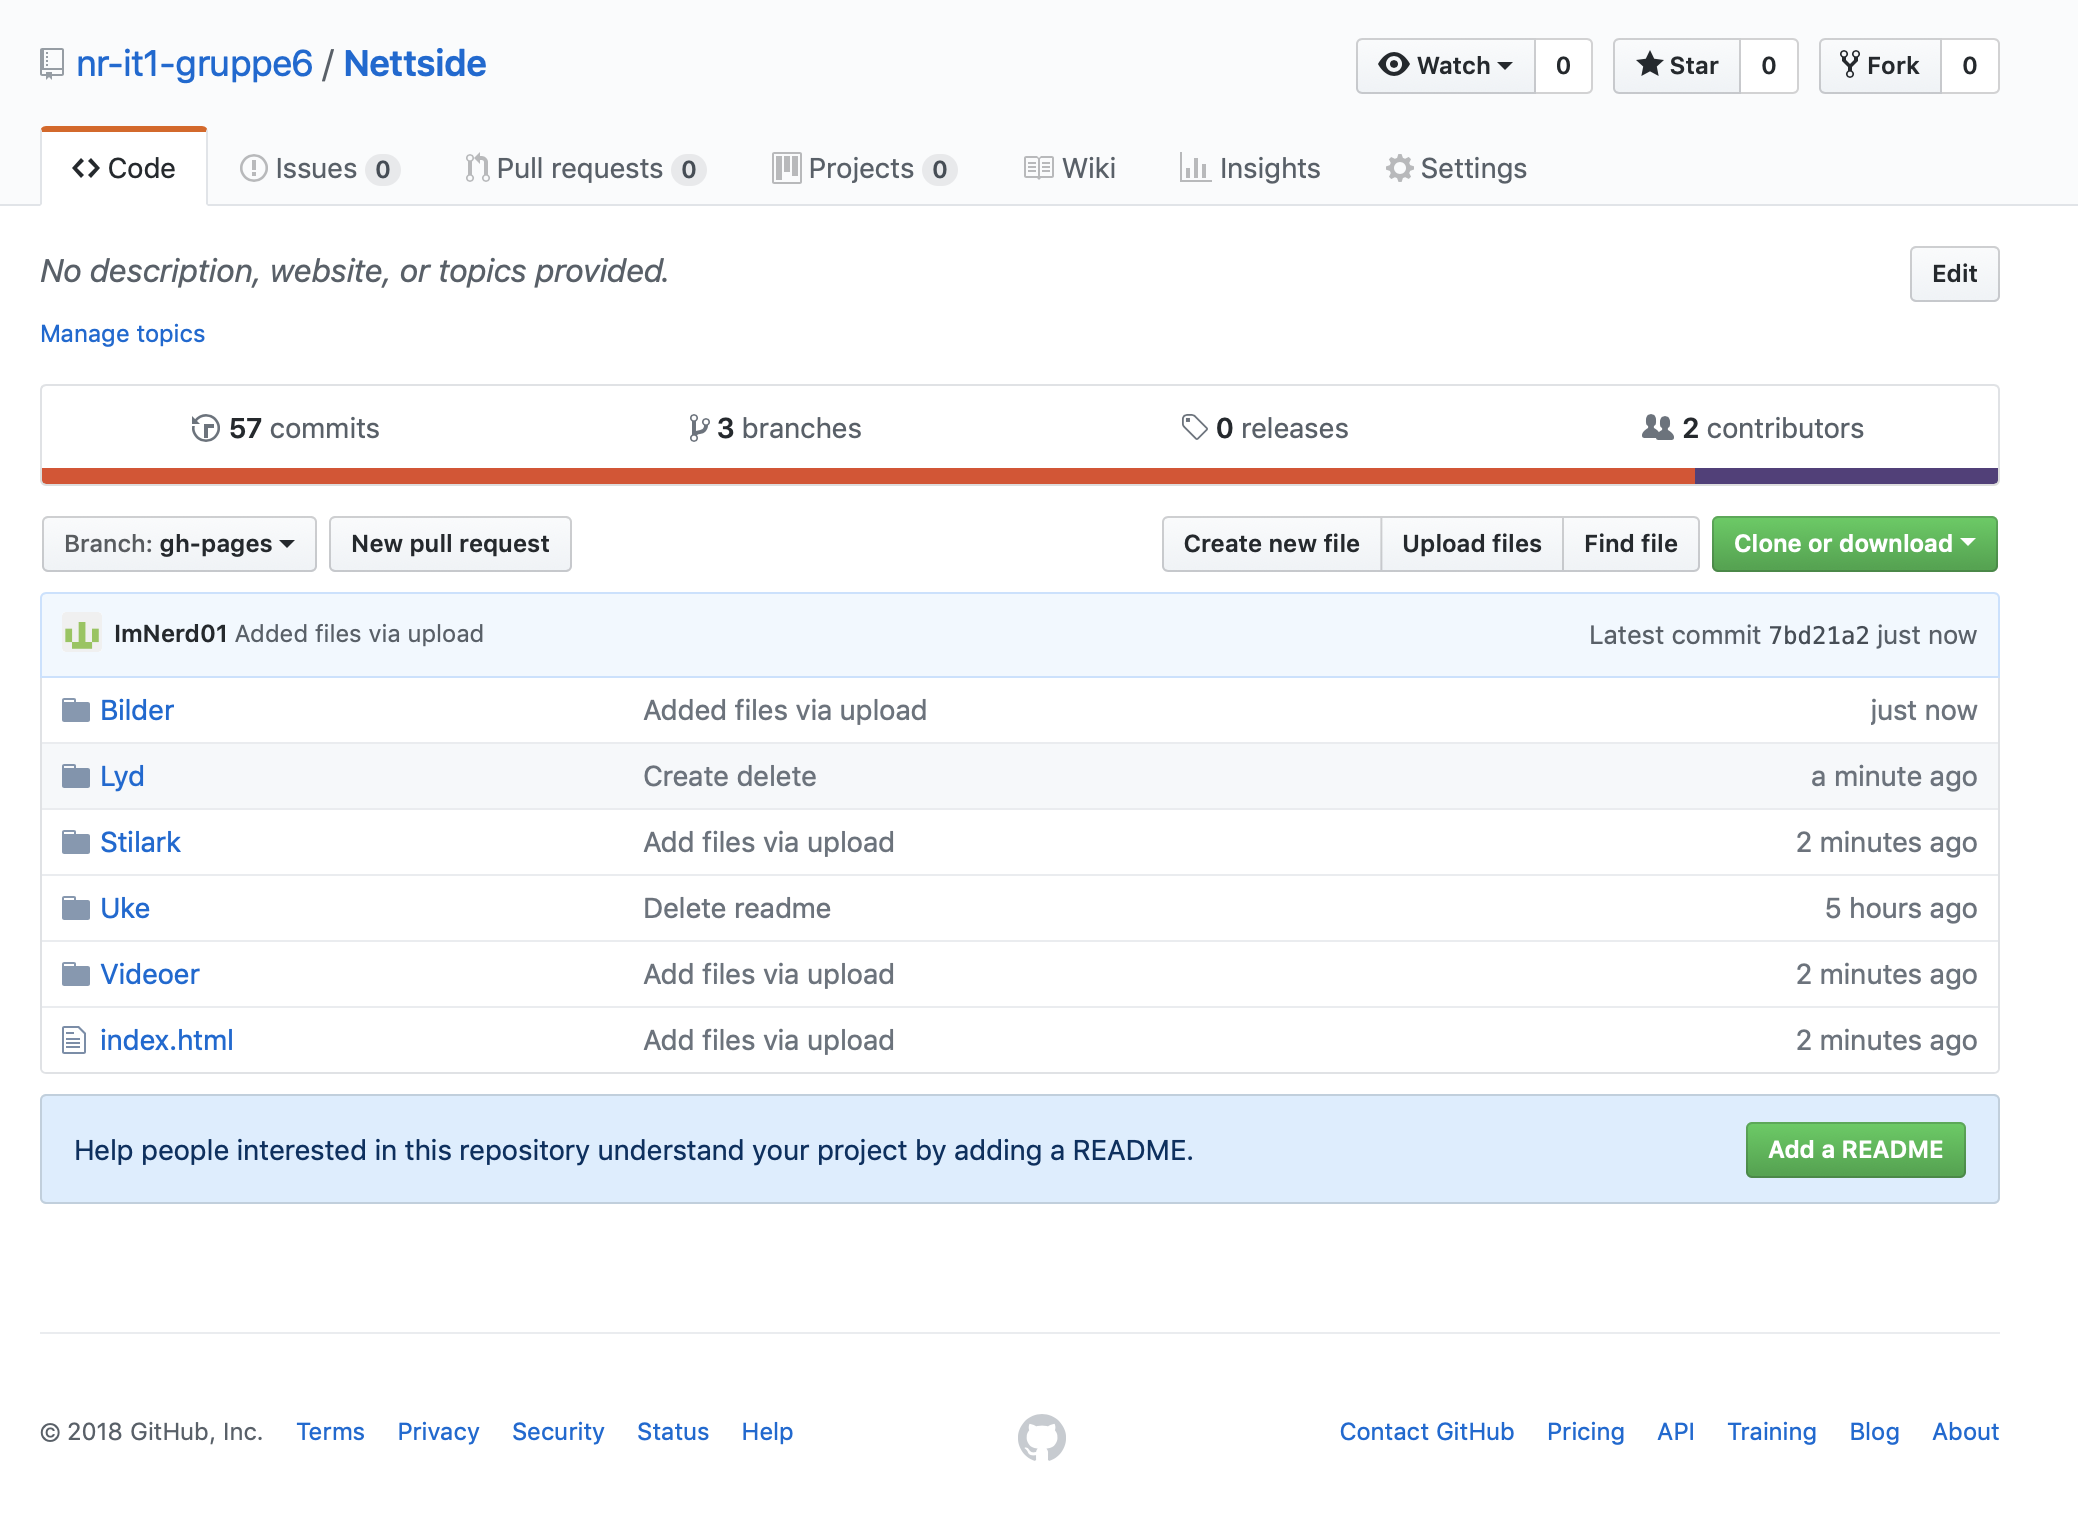 nr-it1-gruppe6 / Nettside
Watch 0 Star 0 Fork 0
Code Issues 0 Pull requests 0 Projects 0 Wiki Insights Settings
No description, website, or topics provided. Edit
Manage topics
57 commits 3 branches 0 releases 2 contributors
Branch: gh-pages New pull request Create new file Upload files Find file Clone or download
ImNerd01 Added files via upload Latest commit 7bd21a2 just now
Bilder Added files via upload just now
Lyd Create delete a minute ago
Stilark Add files via upload 2 minutes ago
Uke Delete readme 5 hours ago
Videoer Add files via upload 2 minutes ago
index.html Add files via upload 2 minutes ago
Help people interested in this repository understand your project by adding a README. Add a README
© 2018 GitHub, Inc. Terms Privacy Security Status Help Contact GitHub Pricing API Training Blog About